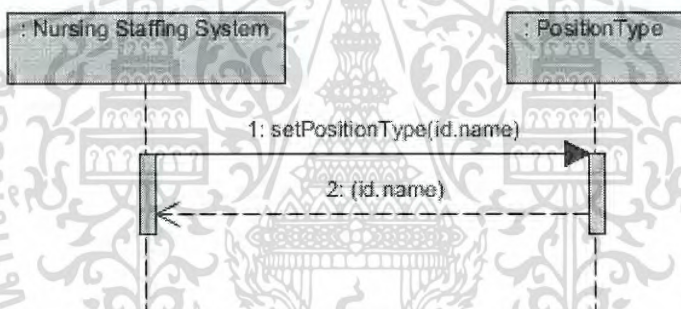 : Nursing Staffing System
: PositionType
1: setPositionType(id.name)
2: (id.name)